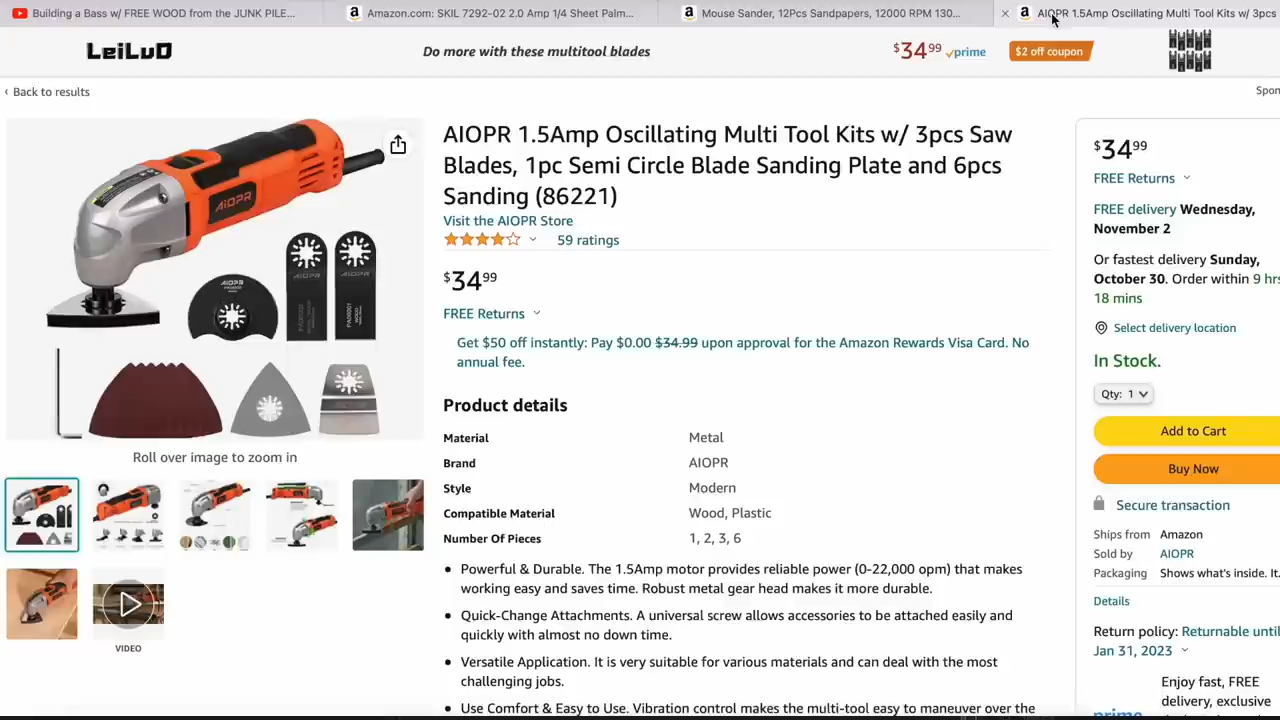 Building a Bass w/ FREE WOOD from the JUNK PILE...
Amazon.com: SKIL 7292-02 2.0 Amp 1/4 Sheet Palm...
Mouse Sander, 12Pcs Sandpapers, 12000 RPM 130...
AIOPR 1.5Amp Oscillating Multi Tool Kits w/ 3pcs
LeiLuO
Do more with these multitool blades
$34.99 prime
$2 off coupon
‹ Back to results
Spon
AIOPR
AIOPR 1.5Amp Oscillating Multi Tool Kits w/ 3pcs Saw
Blades, 1pc Semi Circle Blade Sanding Plate and 6pcs
Sanding (86221)
Visit the AIOPR Store
59 ratings
$34.99
FREE Returns
Get $50 off instantly: Pay $0.00 $34.99 upon approval for the Amazon Rewards Visa Card. No
annual fee.
Roll over image to zoom in
VIDEO
Product details
Material Metal
Brand AIOPR
Style Modern
Compatible Material Wood, Plastic
Number Of Pieces 1, 2, 3, 6
• Powerful & Durable. The 1.5Amp motor provides reliable power (0-22,000 opm) that makes
working easy and saves time. Robust metal gear head makes it more durable.
• Quick-Change Attachments. A universal screw allows accessories to be attached easily and
quickly with almost no down time.
• Versatile Application. It is very suitable for various materials and can deal with the most
challenging jobs.
• Use Comfort & Easy to Use. Vibration control makes the multi-tool easy to maneuver over the
$34.99
FREE Returns
FREE delivery Wednesday,
November 2
Or fastest delivery Sunday,
October 30. Order within 9 hrs
18 mins
Select delivery location
In Stock.
Qty: 1
Add to Cart
Buy Now
Secure transaction
Ships from Amazon
Sold by AIOPR
Packaging Shows what's inside. It.
Details
Return policy: Returnable until
Jan 31, 2023
prime
Enjoy fast, FREE
delivery, exclusive